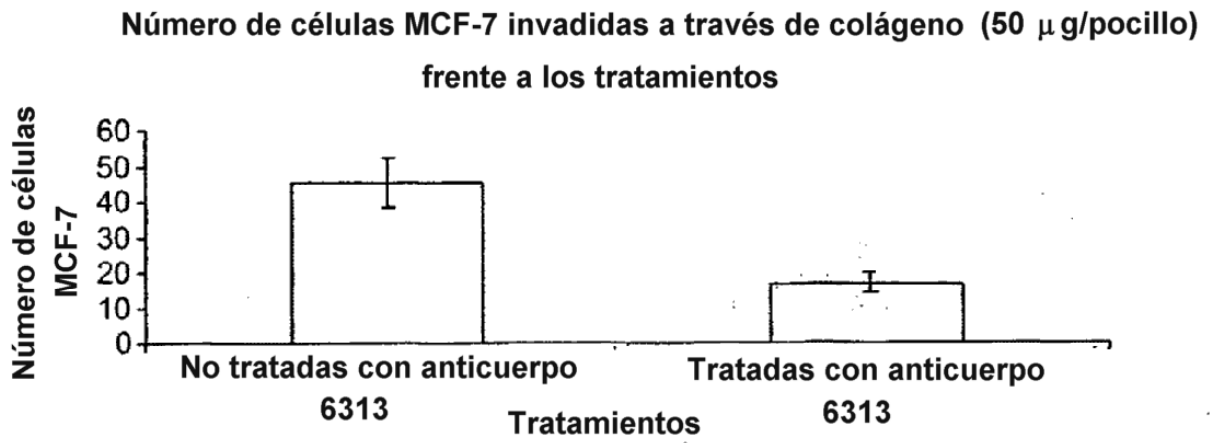 Número de células MCF-7 invadidas a través de colágeno (50 μg/pocillo)
frente a los tratamientos
Número de células
MCF-7
60
50
40
30
20
10
0
No tratadas con anticuerpo
6313
Tratadas con anticuerpo
6313
Tratamientos